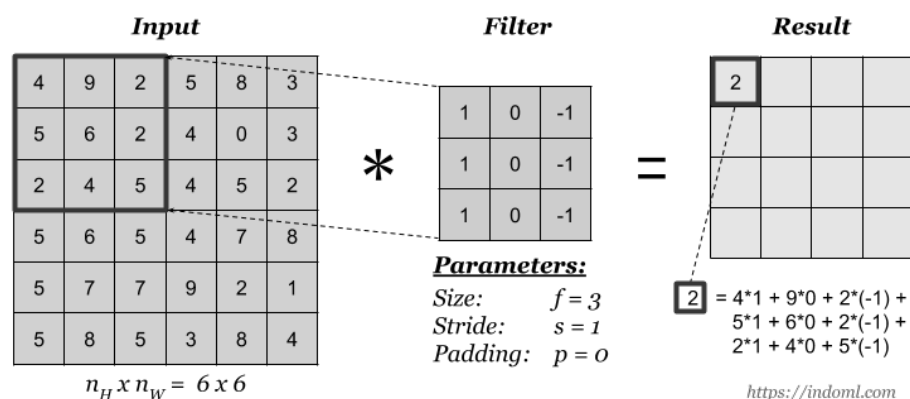 Input
Filter
Result
4 9 2 5 8 3
5 6 2 4 0 3
2 4 5 4 5 2
5 6 5 4 7 8
5 7 7 9 2 1
5 8 5 3 8 4
n_H x n_W = 6 x 6
*
1 0 -1
1 0 -1
1 0 -1
Parameters:
Size: f = 3
Stride: s = 1
Padding: p = 0
=
2
2 = 4*1 + 9*0 + 2*(-1) +
5*1 + 6*0 + 2*(-1) +
2*1 + 4*0 + 5*(-1)
https://indoml.com